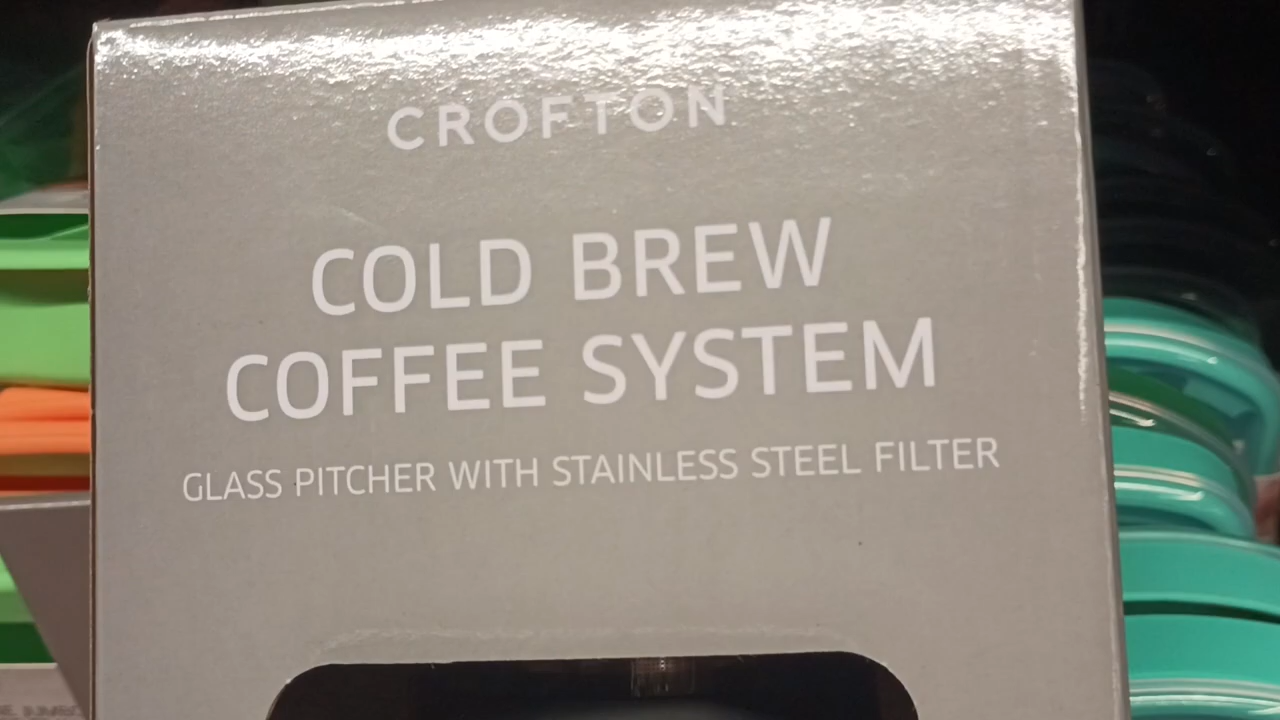 CROFTON
COLD BREW
COFFEE SYSTEM
GLASS PITCHER WITH STAINLESS STEEL FILTER